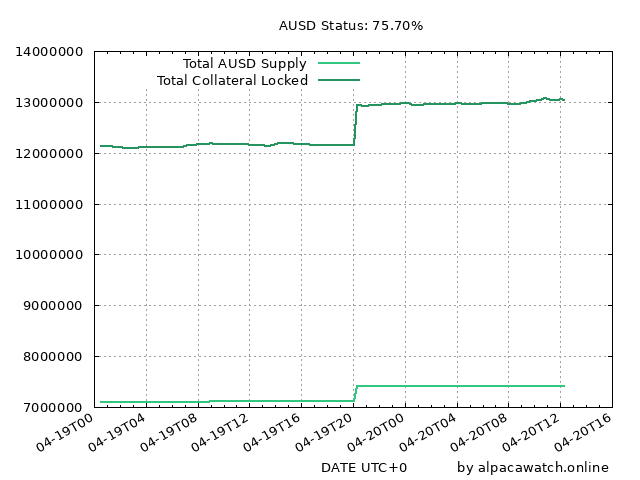 AUSD Status: 75.70%
14000000
Total AUSD Supply
Total Collateral Locked
13000000
12000000
11000000
10000000
9000000
8000000
7000000
04-19T00 04-19T04 04-19T08 04-19T12 04-19T16 04-19T20 04-20T00 04-20T04 04-20T08 04-20T12 04-20T16
DATE UTC+0 by alpacawatch.online